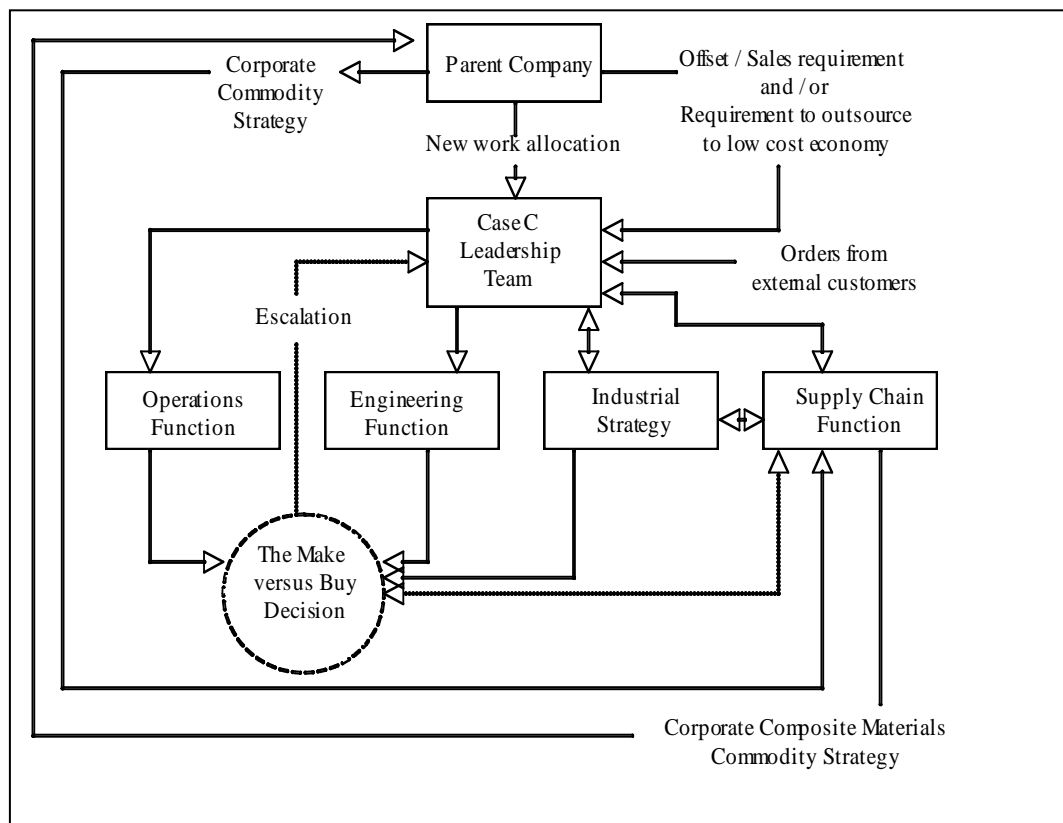 Parent Company
Corporate
Commodity
Strategy
Offset / Sales requirement
and / or
Requirement to outsource
to low cost economy
New work allocation
Case C
Leadership
Team
Orders from
external customers
Escalation
Operations
Function
Engineering
Function
Industrial
Strategy
Supply Chain
Function
The Make
versus Buy
Decision
Corporate Composite Materials
Commodity Strategy